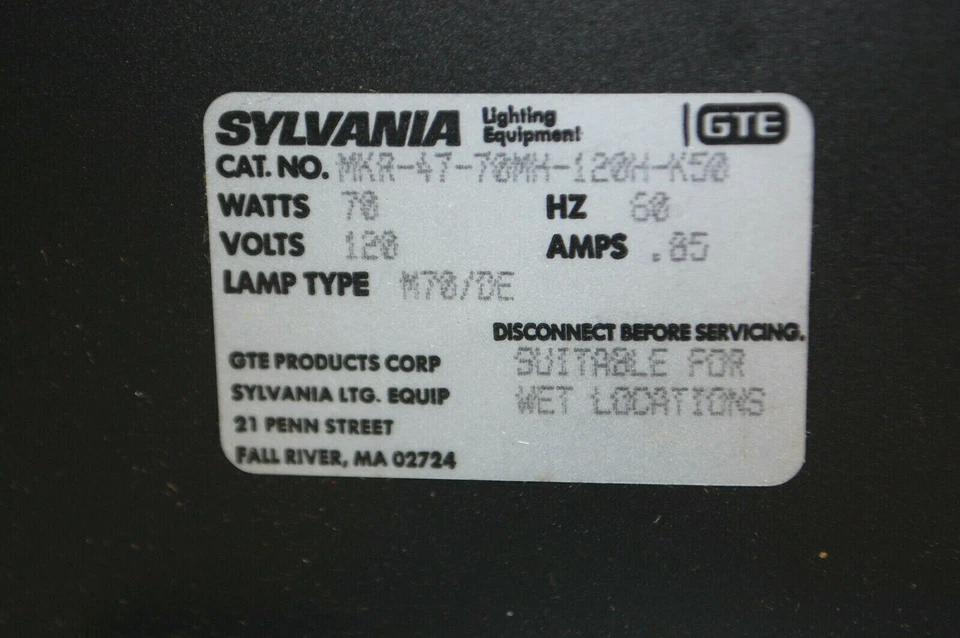 SYLVANIA Lighting Equipment | GTE
CAT. NO. MKR-47-70MH-120H-K50
WATTS 70 HZ 60
VOLTS 120 AMPS .85
LAMP TYPE M70/DE
DISCONNECT BEFORE SERVICING.
SUITABLE FOR
WET LOCATIONS
GTE PRODUCTS CORP
SYLVANIA LTG. EQUIP
21 PENN STREET
FALL RIVER, MA 02724